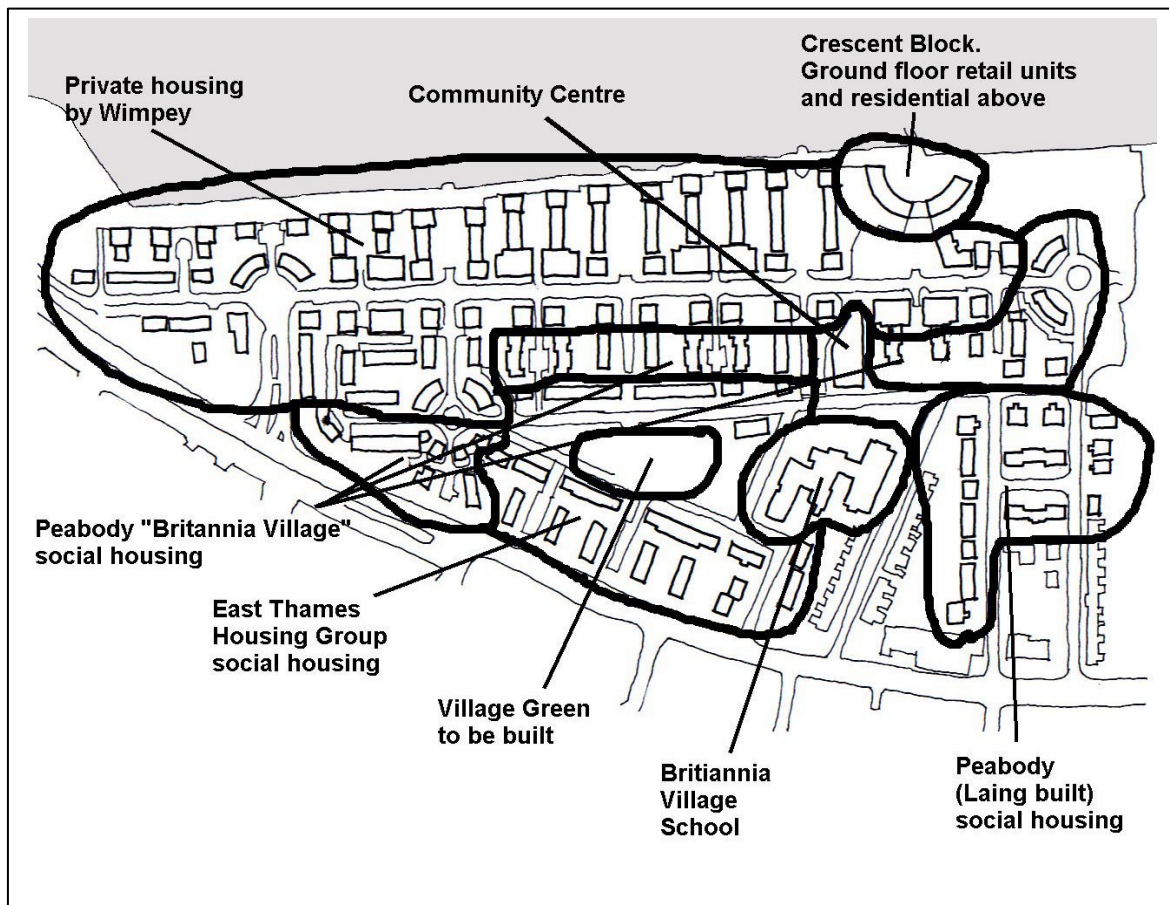 Crescent Block.
Ground floor retail units
and residential above
Private housing
by Wimpey
Community Centre
Peabody "Britannia Village"
social housing
East Thames
Housing Group
social housing
Village Green
to be built
Britiannia
Village
School
Peabody
(Laing built)
social housing